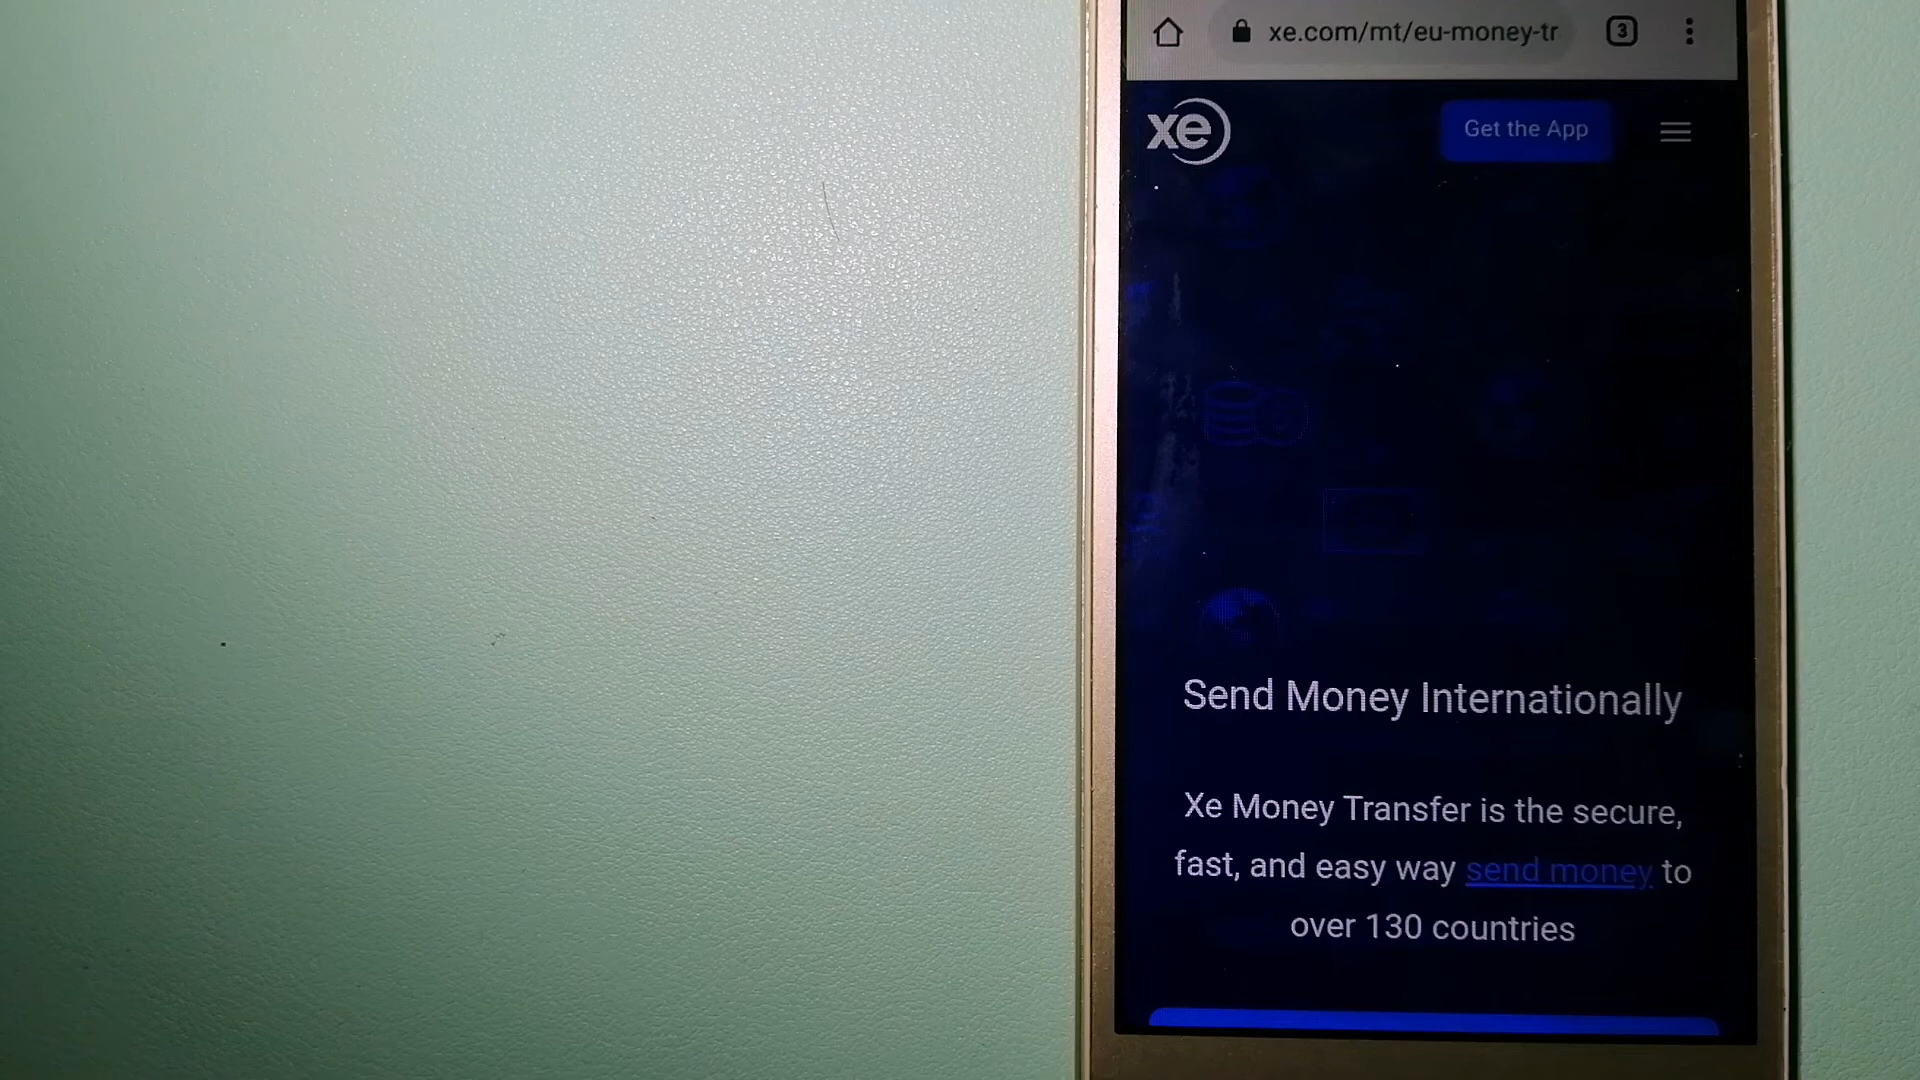 xe.com/mt/eu-money-tr
3
xe
Get the App
Send Money Internationally
Xe Money Transfer is the secure,
fast, and easy way send money to
over 130 countries